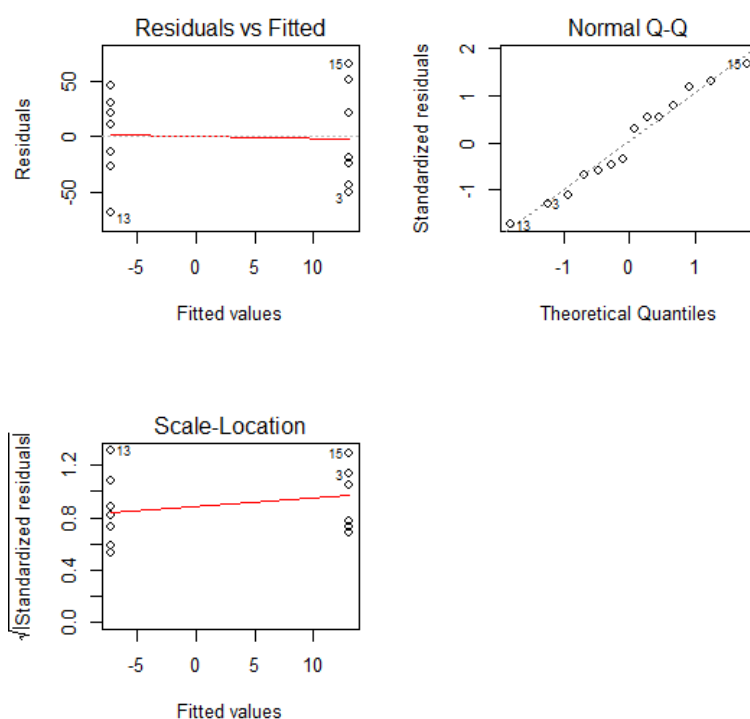 Residuals vs Fitted
Residuals
50
0
-50
15
3
13
-5 0 5 10
Fitted values
Normal Q-Q
Standardized residuals
2
1
0
-1
15
3
13
-1 0 1
Theoretical Quantiles
Scale-Location
√|Standardized residuals|
1.2
0.8
0.4
0.0
13
15
3
-5 0 5 10
Fitted values